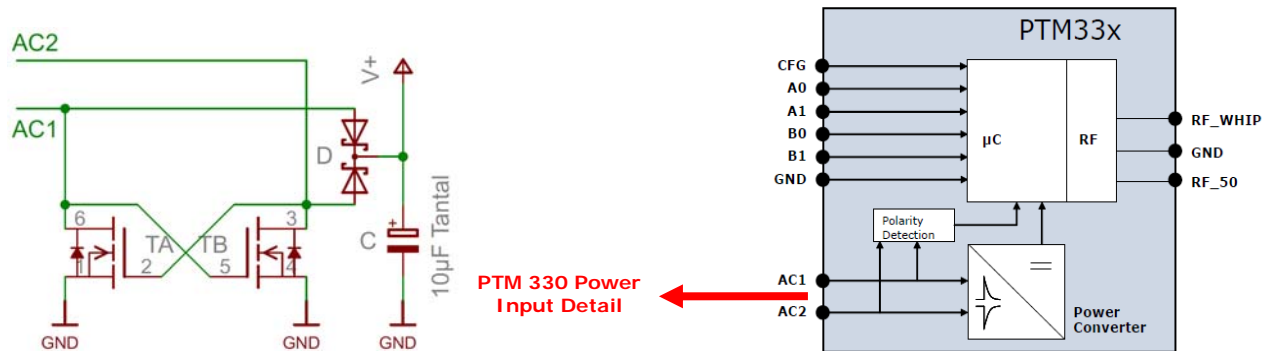 AC2
AC1
V+
D
C
10µF Tantal
6
TA
TB
3
1
2
5
4
GND
GND
GND
PTM 330 Power
Input Detail
PTM33x
CFG
A0
A1
B0
B1
GND
µC
RF
RF_WHIP
GND
RF_50
Polarity
Detection
AC1
AC2
Power
Converter